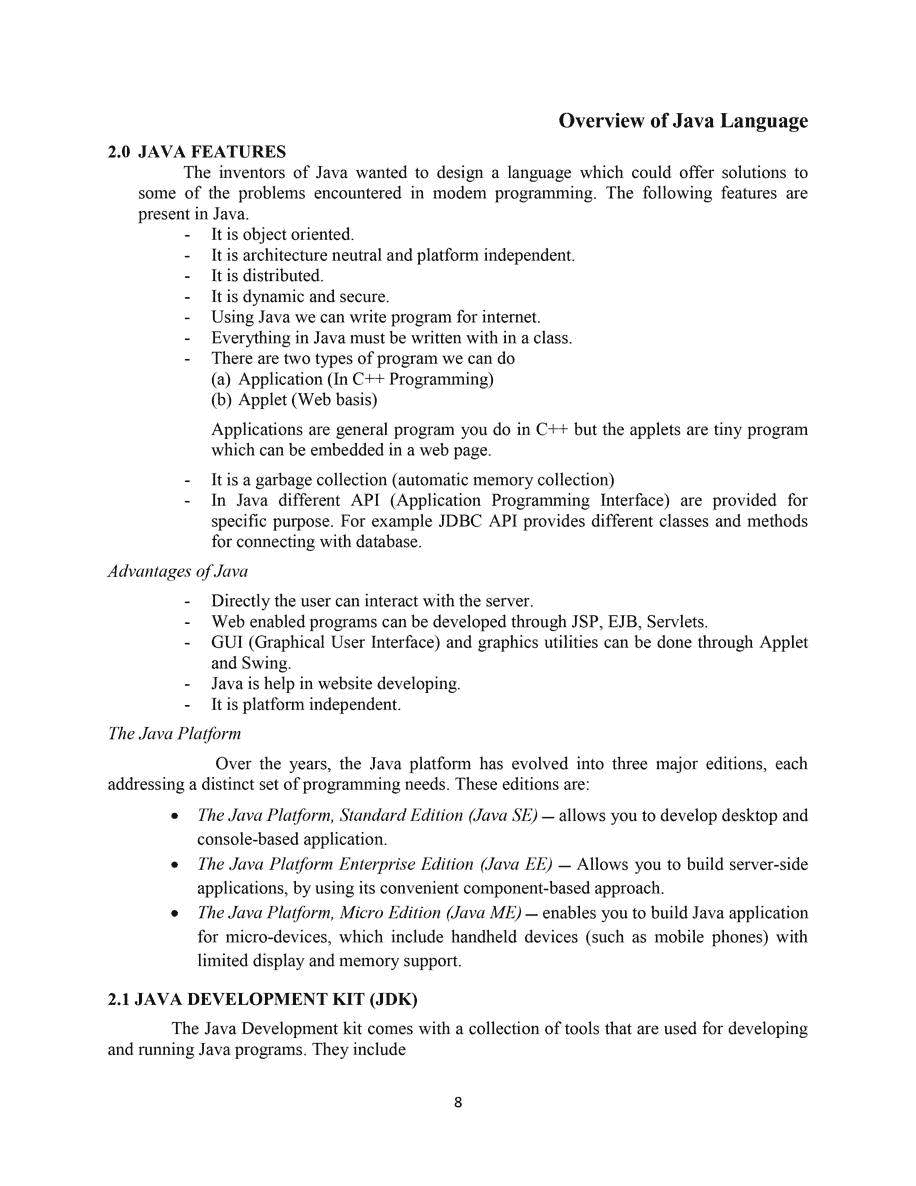 Overview of Java Language
2.0 JAVA FEATURES
The inventors of Java wanted to design a language which could offer solutions to
some of the problems encountered in modem programming. The following features are
present in Java.
- It is object oriented.
- It is architecture neutral and platform independent.
- It is distributed.
- It is dynamic and secure.
- Using Java we can write program for internet.
- Everything in Java must be written with in a class.
- There are two types of program we can do
(a) Application (In C++ Programming)
(b) Applet (Web basis)
Applications are general program you do in C++ but the applets are tiny program
which can be embedded in a web page.
- It is a garbage collection (automatic memory collection)
- In Java different API (Application Programming Interface) are provided for
specific purpose. For example JDBC API provides different classes and methods
for connecting with database.
Advantages of Java
- Directly the user can interact with the server.
- Web enabled programs can be developed through JSP, EJB, Servlets.
- GUI (Graphical User Interface) and graphics utilities can be done through Applet
and Swing.
- Java is help in website developing.
- It is platform independent.
The Java Platform
Over the years, the Java platform has evolved into three major editions, each
addressing a distinct set of programming needs. These editions are:
• The Java Platform, Standard Edition (Java SE) — allows you to develop desktop and
console-based application.
• The Java Platform Enterprise Edition (Java EE) — Allows you to build server-side
applications, by using its convenient component-based approach.
• The Java Platform, Micro Edition (Java ME) — enables you to build Java application
for micro-devices, which include handheld devices (such as mobile phones) with
limited display and memory support.
2.1 JAVA DEVELOPMENT KIT (JDK)
The Java Development kit comes with a collection of tools that are used for developing
and running Java programs. They include
8